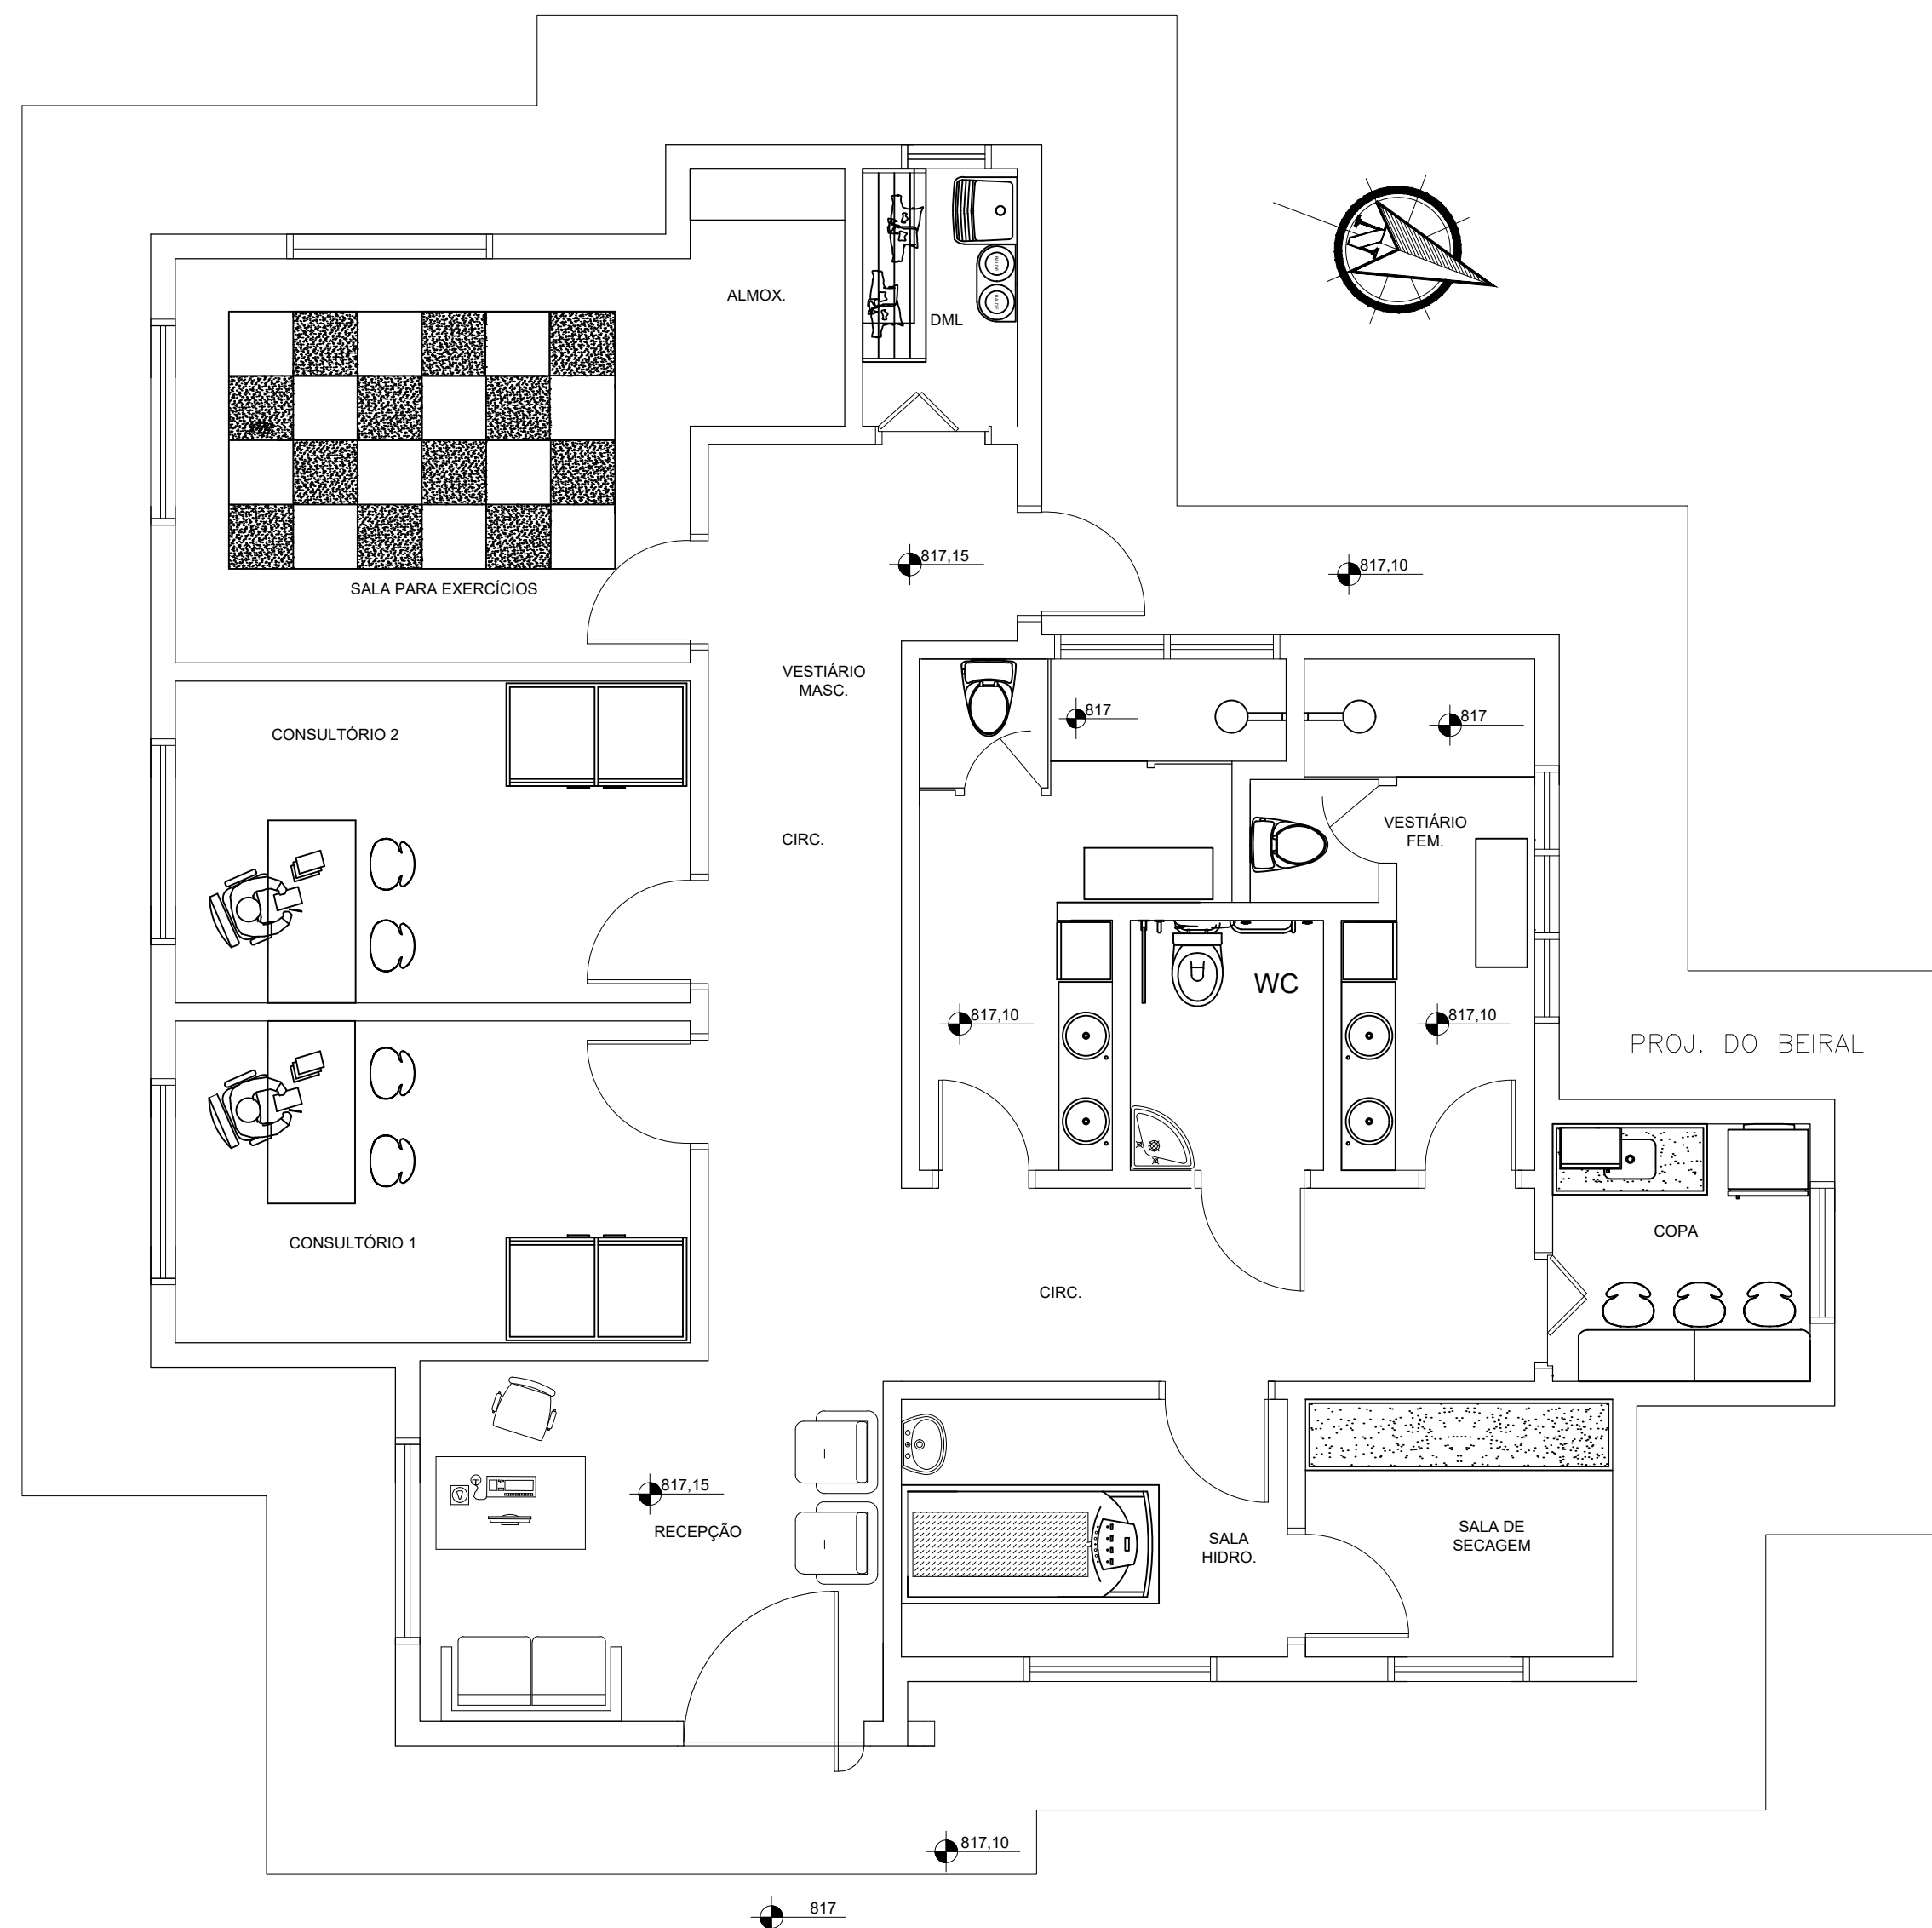 ALMOX.
DML
BALDE
BALDE
N
817,15
817,10
SALA PARA EXERCÍCIOS
VESTIÁRIO
MASC.
817
817
CONSULTÓRIO 2
CIRC.
VESTIÁRIO
FEM.
WC
817,10
817,10
PROJ. DO BEIRAL
COPA
CONSULTÓRIO 1
CIRC.
817,15
RECEPÇÃO
SALA
HIDRO.
SALA DE
SECAGEM
817,10
817